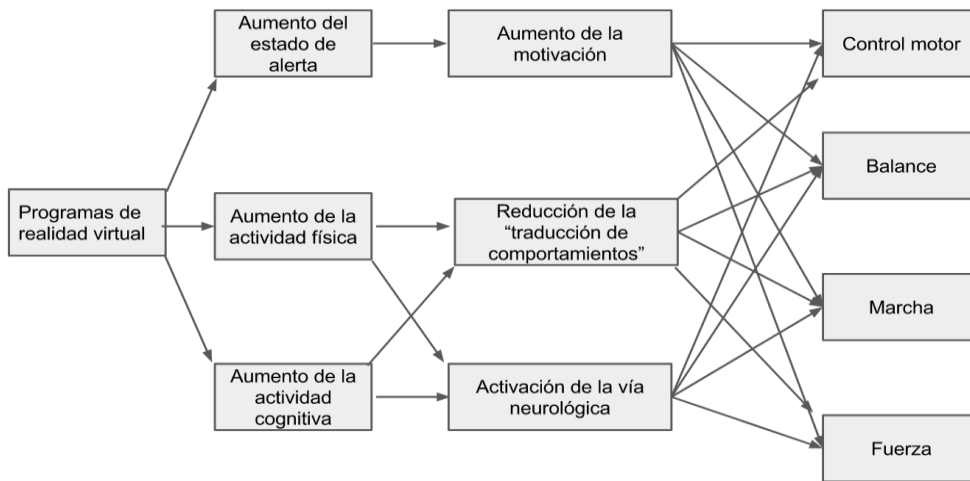 Aumento del
estado de
alerta
Aumento de la
motivación
Control motor
Balance
Programas de
realidad virtual
Aumento de la
actividad física
Reducción de la
“traducción de
comportamientos”
Marcha
Aumento de la
actividad
cognitiva
Activación de la vía
neurológica
Fuerza